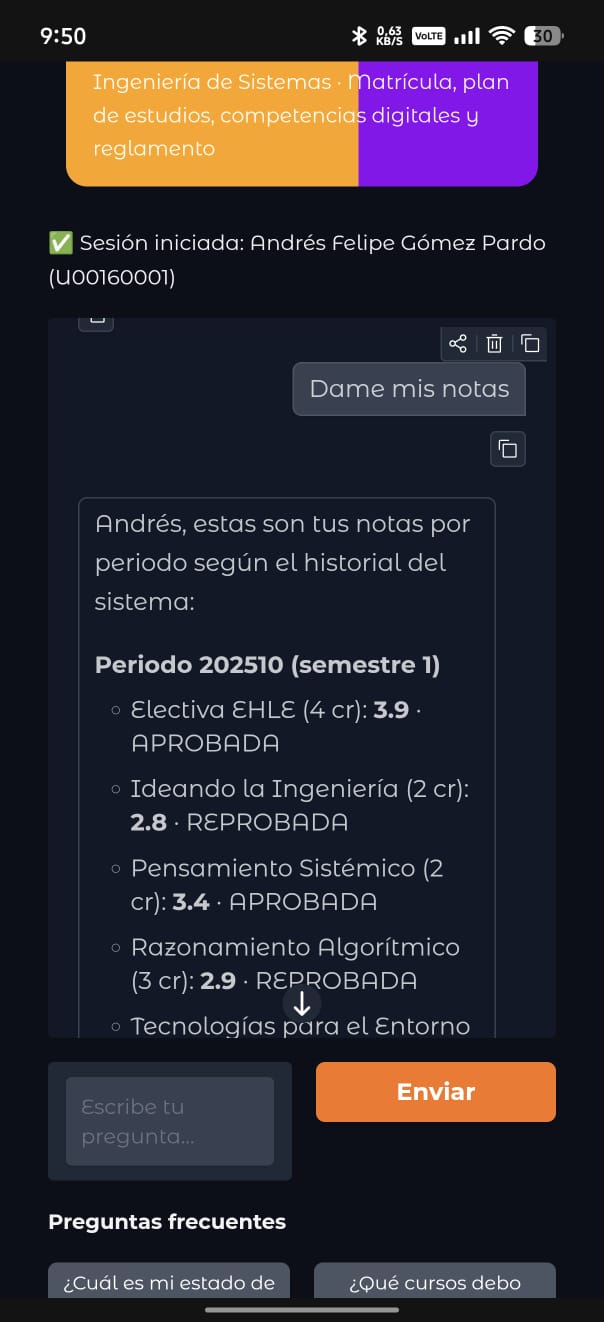 9:50
0,63
KB/S
VoLTE
30
Ingeniería de Sistemas · Matrícula, plan
de estudios, competencias digitales y
reglamento
✅ Sesión iniciada: Andrés Felipe Gómez Pardo
(U00160001)
Dame mis notas
Andrés, estas son tus notas por
periodo según el historial del
sistema:
Periodo 202510 (semestre 1)
◦ Electiva EHLE (4 cr): 3.9 ·
APROBADA
◦ Ideando la Ingeniería (2 cr):
2.8 · REPROBADA
◦ Pensamiento Sistémico (2
cr): 3.4 · APROBADA
◦ Razonamiento Algorítmico
(3 cr): 2.9 · REPROBADA
◦ Tecnologías para el Entorno
Escribe tu
pregunta...
Enviar
Preguntas frecuentes
¿Cuál es mi estado de
¿Qué cursos debo